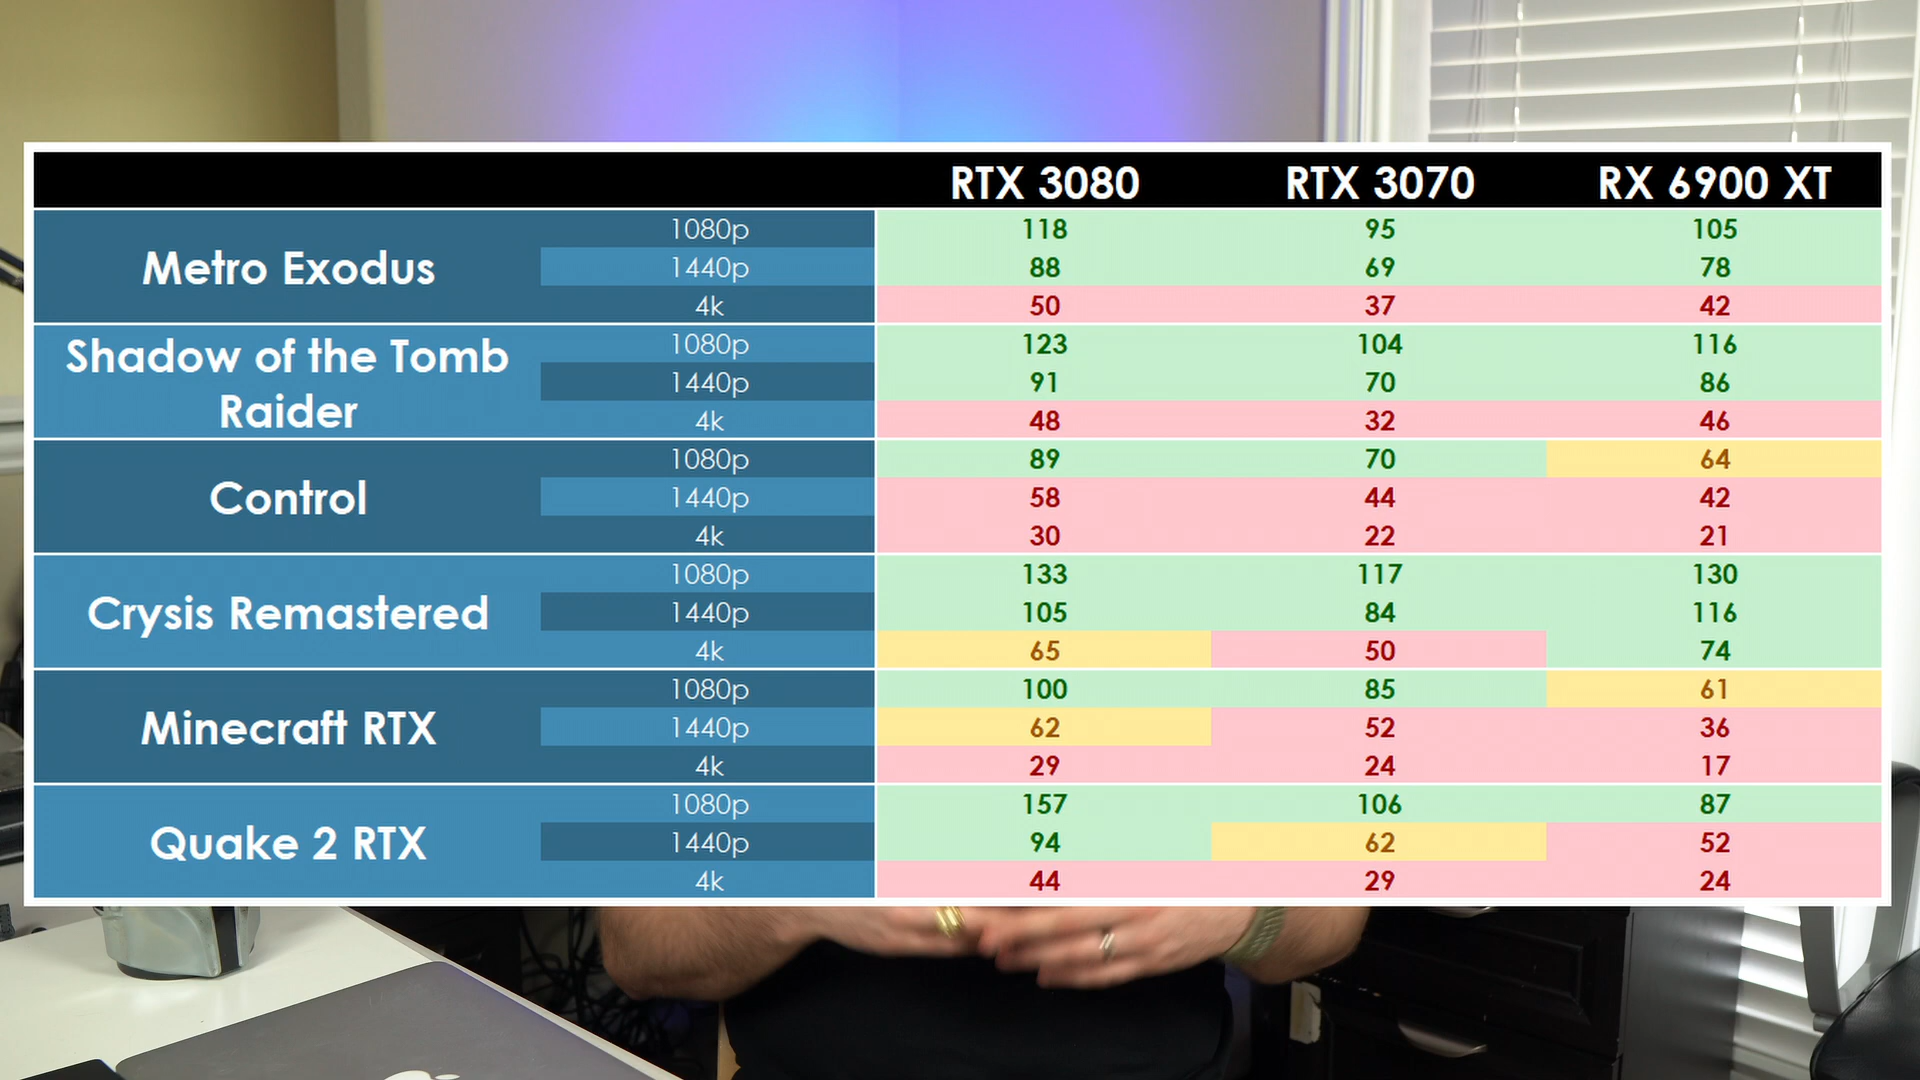 RTX 3080 RTX 3070 RX 6900 XT
Metro Exodus
1080p 118 95 105
1440p 88 69 78
4k 50 37 42
Shadow of the Tomb
Raider
1080p 123 104 116
1440p 91 70 86
4k 48 32 46
Control
1080p 89 70 64
1440p 58 44 42
4k 30 22 21
Crysis Remastered
1080p 133 117 130
1440p 105 84 116
4k 65 50 74
Minecraft RTX
1080p 100 85 61
1440p 62 52 36
4k 29 24 17
Quake 2 RTX
1080p 157 106 87
1440p 94 62 52
4k 44 29 24